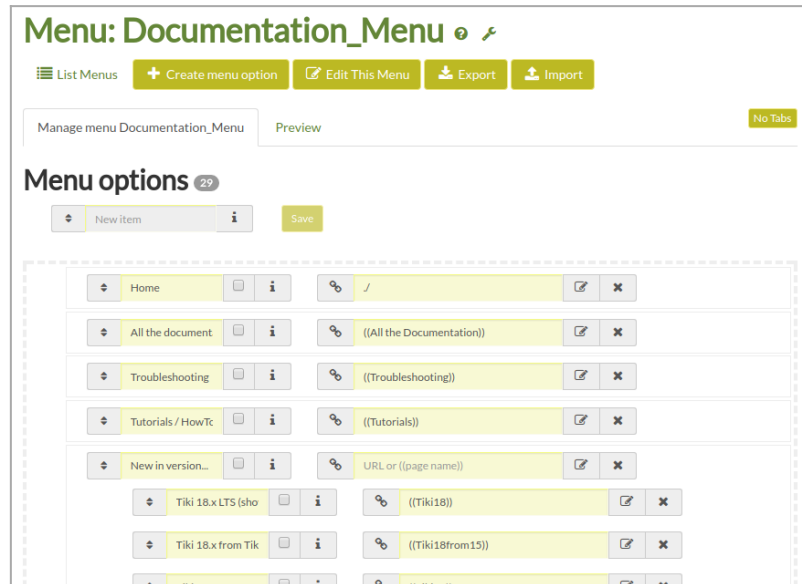 Menu: Documentation_Menu
List Menus Create menu option Edit This Menu Export Import
Manage menu Documentation_Menu Preview No Tabs
Menu options 29
New item Save
Home ./
All the document ((All the Documentation))
Troubleshooting ((Troubleshooting))
Tutorials / HowTo ((Tutorials))
New in version... URL or ((page name))
Tiki 18.x LTS (sho ((Tiki18))
Tiki 18.x from Tik ((Tiki18from15))